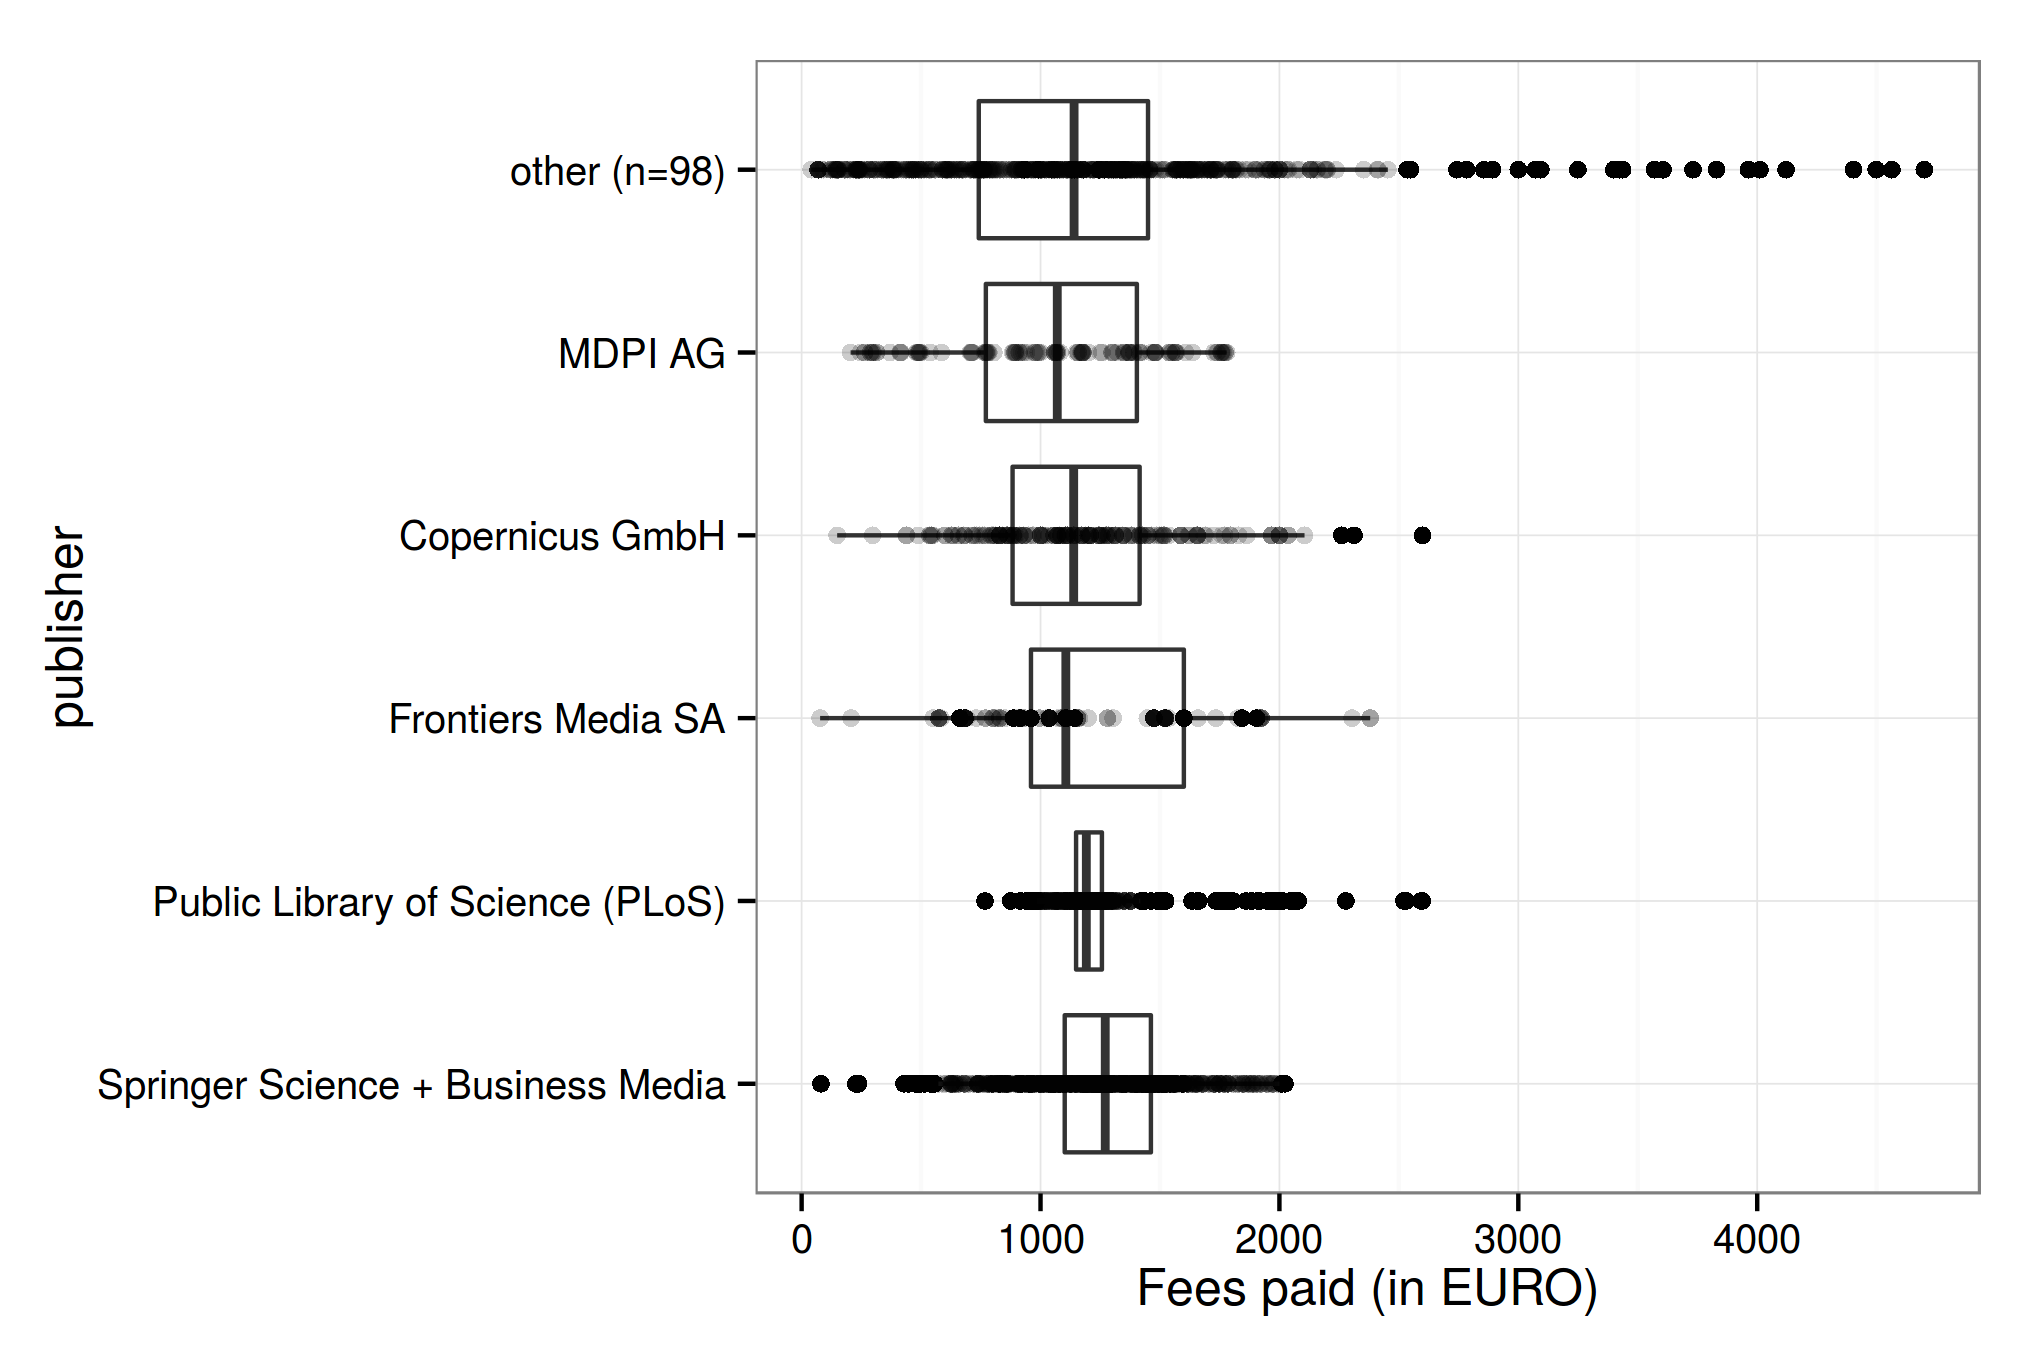 other (n=98)
MDPI AG
Copernicus GmbH
Frontiers Media SA
Public Library of Science (PLoS)
Springer Science + Business Media
publisher
0 1000 2000 3000 4000
Fees paid (in EURO)